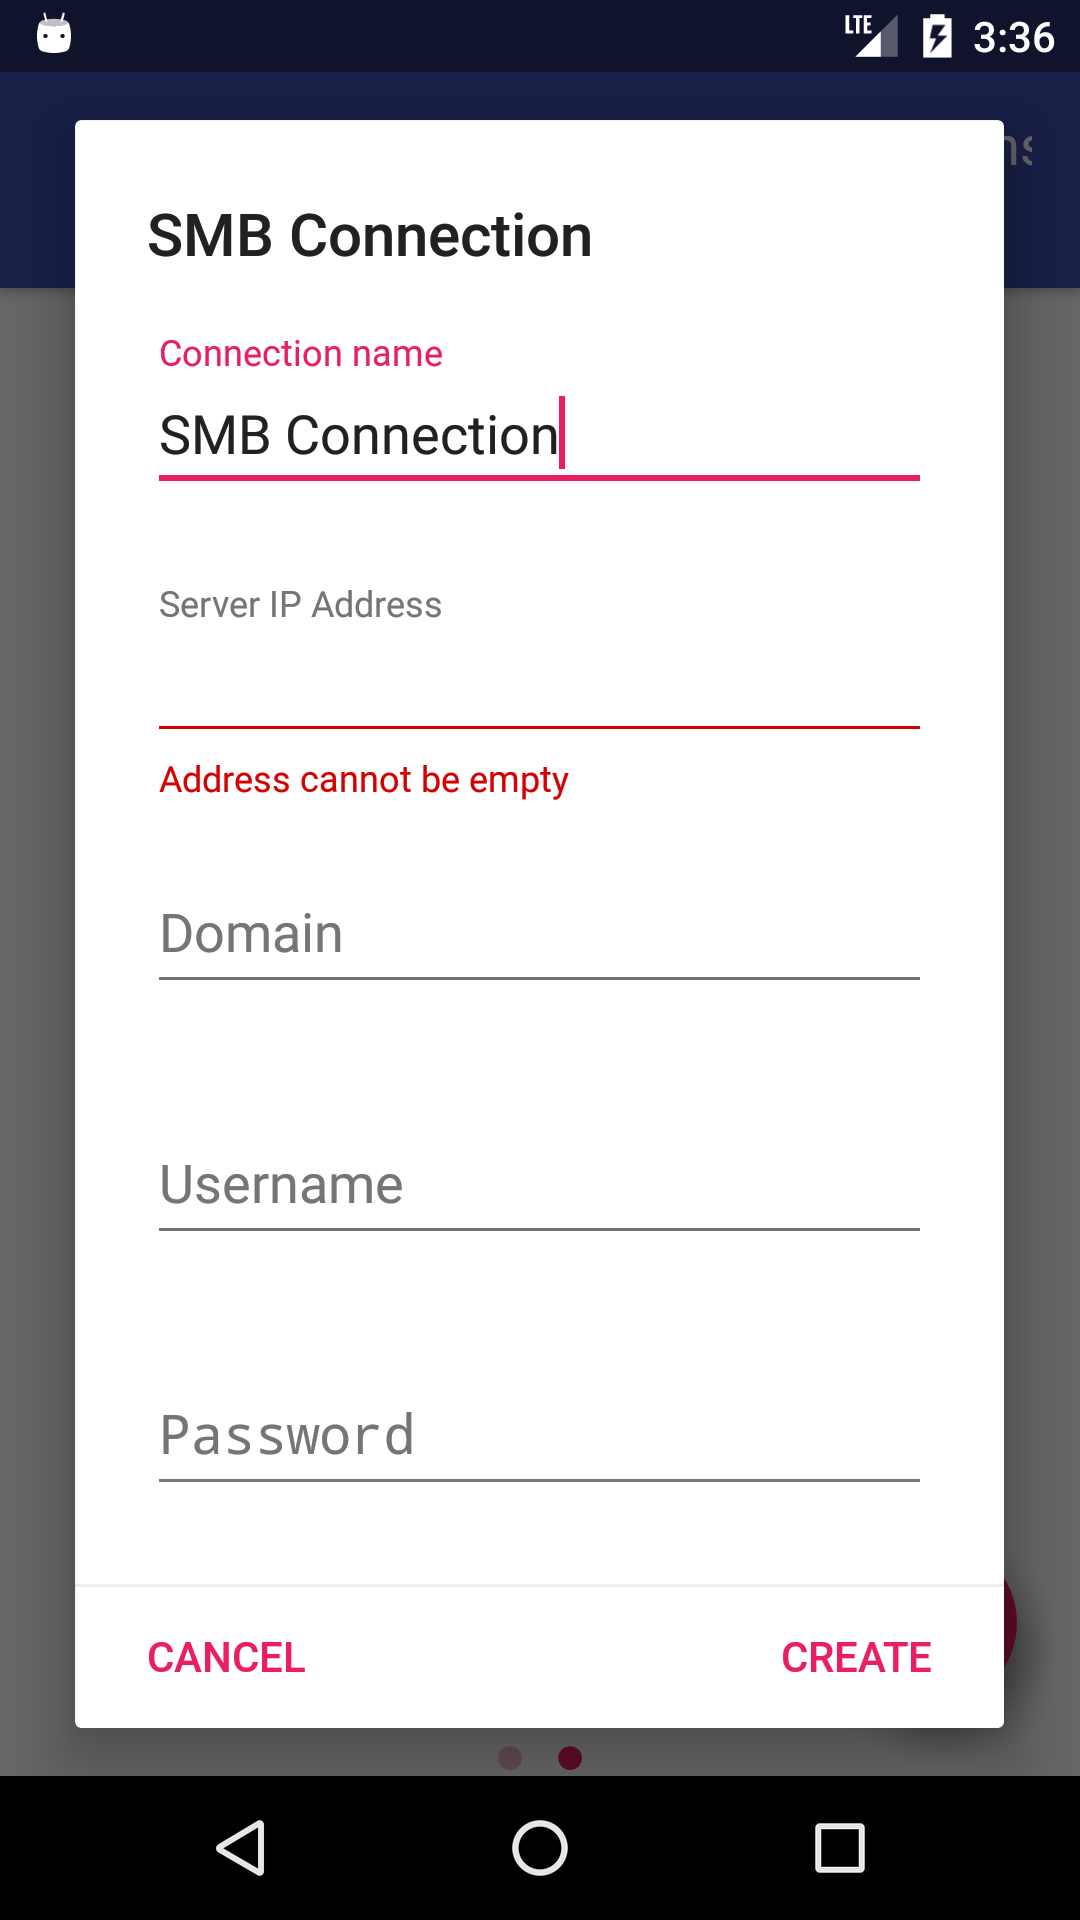 LTE 3:36
SMB Connection
Connection name
SMB Connection
Server IP Address
Address cannot be empty
Domain
Username
Password
CANCEL CREATE